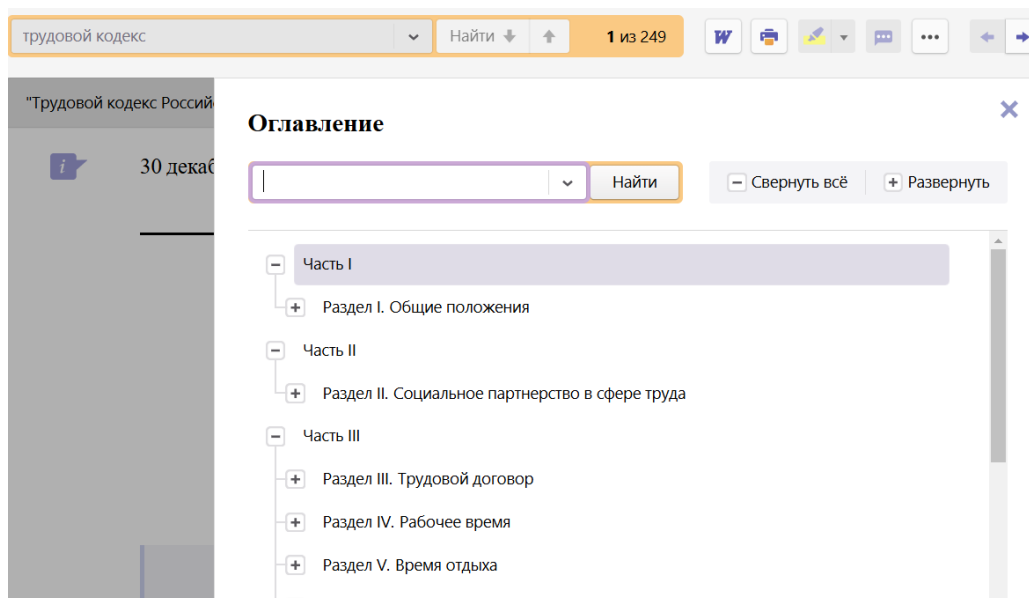 трудовой кодекс Найти 1 из 249 W
"Трудовой кодекс Россий
Оглавление
i 30 декаб
Найти Свернуть всё Развернуть
Часть I
Раздел I. Общие положения
Часть II
Раздел II. Социальное партнерство в сфере труда
Часть III
Раздел III. Трудовой договор
Раздел IV. Рабочее время
Раздел V. Время отдыха